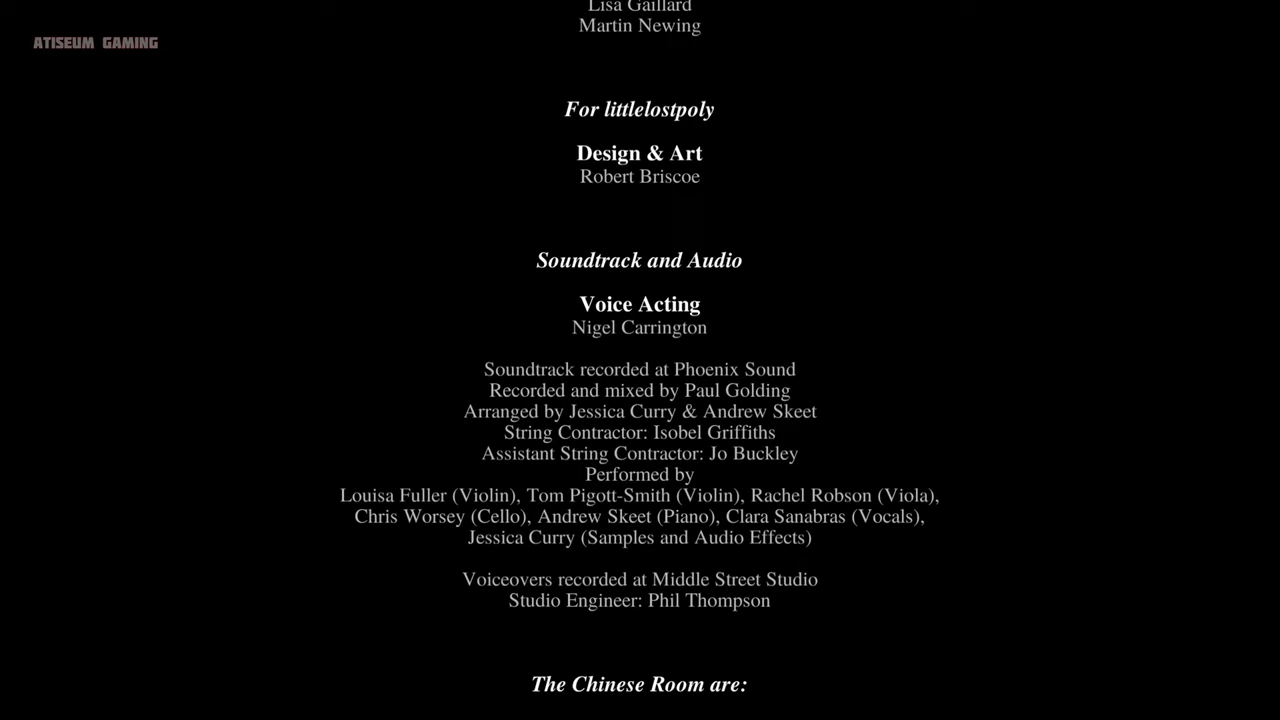 Lisa Gaillard
ATISEUM GAMING
Martin Newing
For littlelostpoly
Design & Art
Robert Briscoe
Soundtrack and Audio
Voice Acting
Nigel Carrington
Soundtrack recorded at Phoenix Sound
Recorded and mixed by Paul Golding
Arranged by Jessica Curry & Andrew Skeet
String Contractor: Isobel Griffiths
Assistant String Contractor: Jo Buckley
Performed by
Louisa Fuller (Violin), Tom Pigott-Smith (Violin), Rachel Robson (Viola),
Chris Worsey (Cello), Andrew Skeet (Piano), Clara Sanabras (Vocals),
Jessica Curry (Samples and Audio Effects)
Voiceovers recorded at Middle Street Studio
Studio Engineer: Phil Thompson
The Chinese Room are: